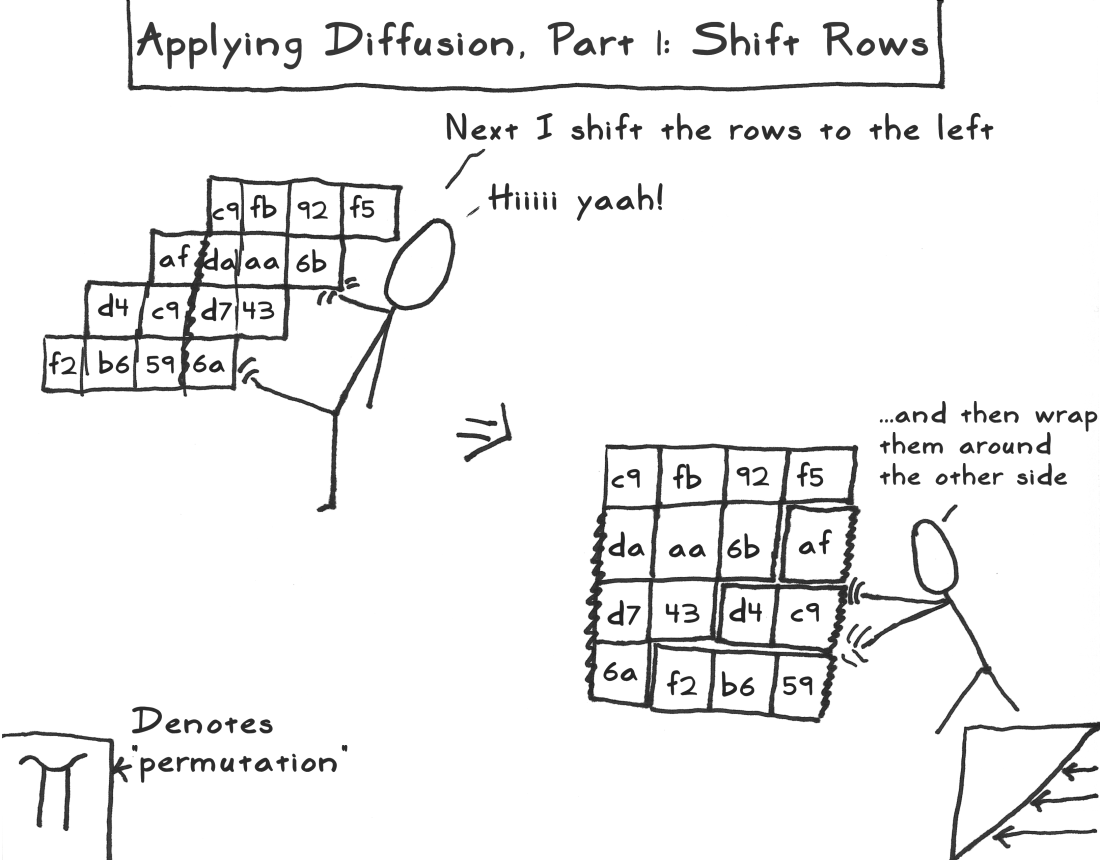 Applying Diffusion, Part 1: Shift Rows
Next I shift the rows to the left
Hiiiii yaah!
c9 fb 92 f5
af da aa 6b
d4 c9 d7 43
f2 b6 59 6a
...and then wrap
them around
the other side
c9 fb 92 f5
da aa 6b af
d7 43 d4 c9
6a f2 b6 59
Denotes
"permutation"
π